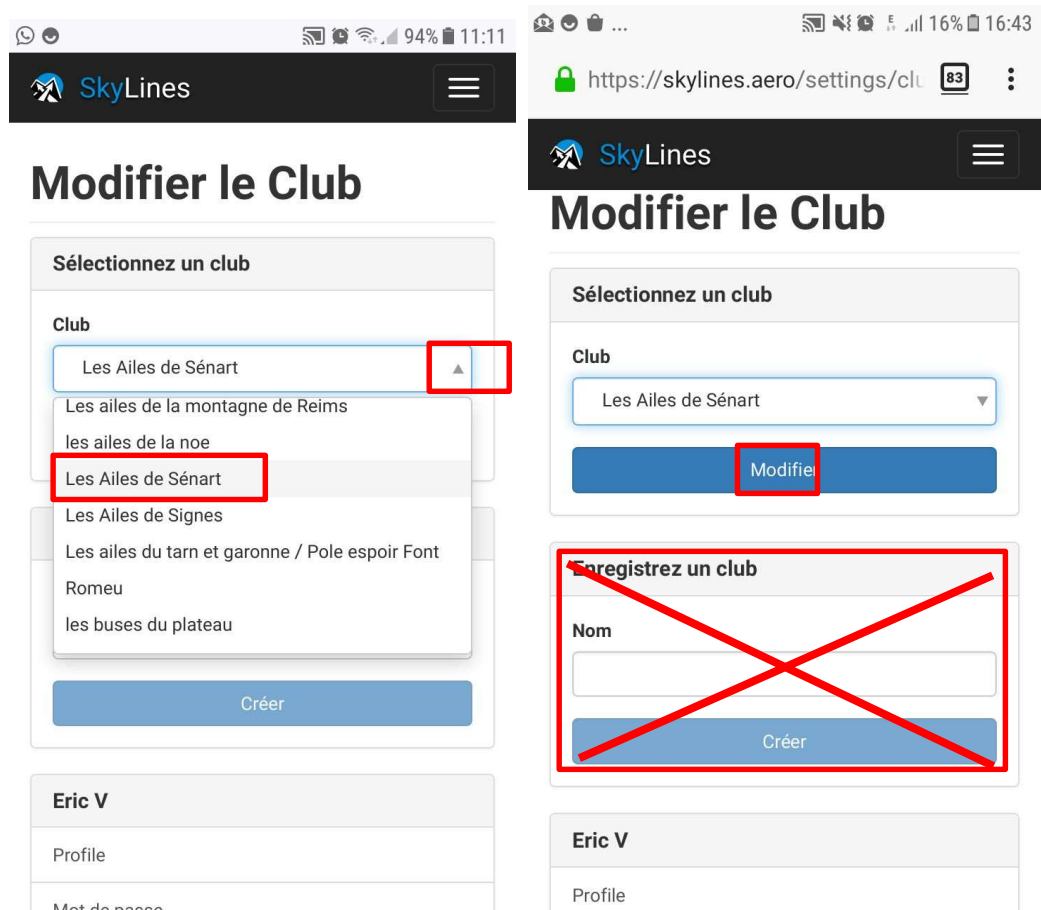 94% 11:11
SkyLines
Modifier le Club
Sélectionnez un club
Club
Les Ailes de Sénart
Les ailes de la montagne de Reims
les ailes de la noe
Les Ailes de Sénart
Les Ailes de Signes
Les ailes du tarn et garonne / Pole espoir Font
Romeu
les buses du plateau
Créer
Eric V
Profile
Mot de passe
... 16% 16:43
https://skylines.aero/settings/clu 83
SkyLines
Modifier le Club
Sélectionnez un club
Club
Les Ailes de Sénart
Modifier
Enregistrez un club
Nom
Créer
Eric V
Profile